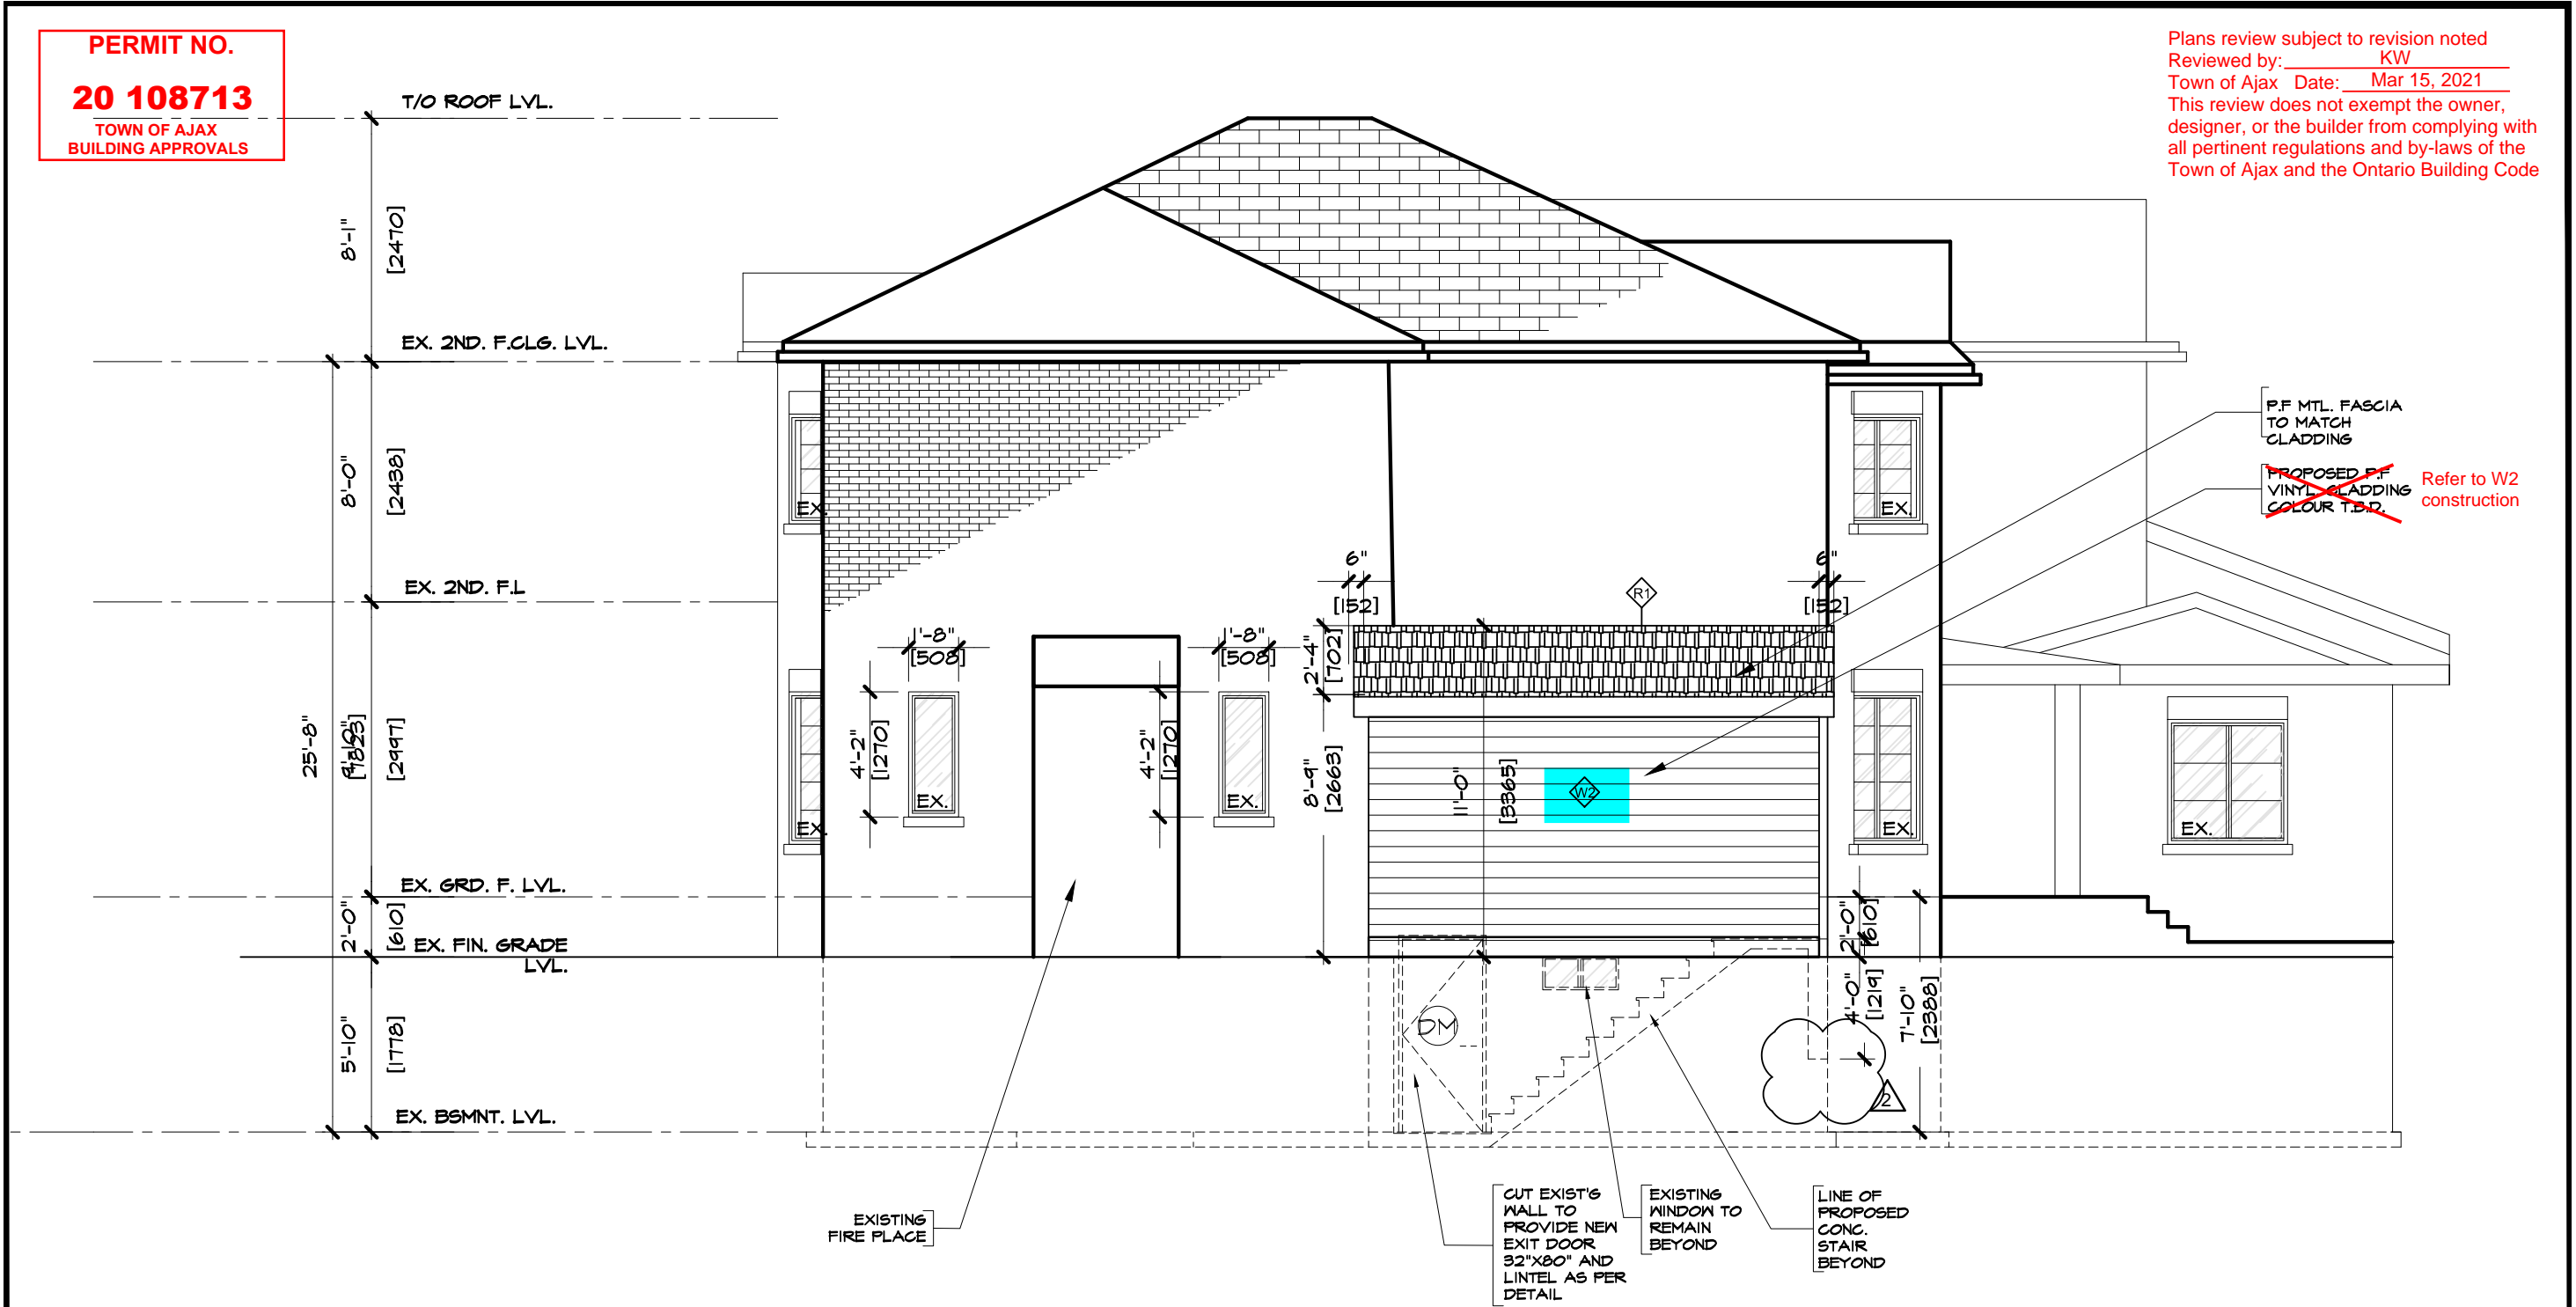 PERMIT NO.
20 108713
TOWN OF AJAX
BUILDING APPROVALS
Plans review subject to revision noted
Reviewed by: KW
Town of Ajax Date: Mar 15, 2021
This review does not exempt the owner,
designer, or the builder from complying with
all pertinent regulations and by-laws of the
Town of Ajax and the Ontario Building Code
T/O ROOF LVL.
8'-1"
[2470]
EX. 2ND. F.CLG. LVL.
8'-0"
[2438]
EX. 2ND. F.L
25'-8"
[7823]
9'-10"
[2997]
EX. GRD. F. LVL.
2'-0"
[610]
EX. FIN. GRADE
LVL.
5'-10"
[1778]
EX. BSMNT. LVL.
EX.
EX.
1'-8"
[508]
4'-2"
[1270]
EX.
1'-8"
[508]
4'-2"
[1270]
EX.
6"
[152]
6"
[152]
R1
2'-4"
[702]
8'-9"
[2663]
11'-0"
[3365]
W2
EX.
EX.
EX.
P.F MTL. FASCIA
TO MATCH
CLADDING
PROPOSED P.F
VINYL CLADDING
COLOUR T.B.D.
Refer to W2
construction
2'-0"
[610]
4'-0"
[1219]
7'-10"
[2388]
2
DM
EXISTING
FIRE PLACE
CUT EXIST'G
WALL TO
PROVIDE NEW
EXIT DOOR
32"X80" AND
LINTEL AS PER
DETAIL
EXISTING
WINDOW TO
REMAIN
BEYOND
LINE OF
PROPOSED
CONC.
STAIR
BEYOND